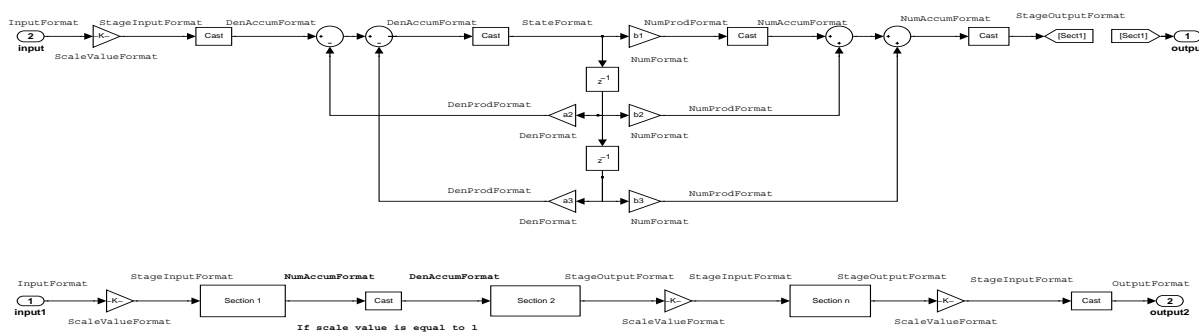 InputFormat
2
input
-K-
ScaleValueFormat
StageInputFormat
Cast
DenAccumFormat
DenAccumFormat
Cast
StateFormat
b1
NumProdFormat
NumFormat
Cast
NumAccumFormat
NumAccumFormat
Cast
StageOutputFormat
[Sect1]
[Sect1]
1
output
z⁻¹
DenProdFormat
a2
DenFormat
b2
NumProdFormat
NumFormat
z⁻¹
DenProdFormat
a3
DenFormat
b3
NumProdFormat
NumFormat
InputFormat
1
input1
-K-
ScaleValueFormat
StageInputFormat
Section 1
NumAccumFormat
Cast
DenAccumFormat
If scale value is equal to 1
Section 2
StageOutputFormat
-K-
ScaleValueFormat
StageInputFormat
Section n
StageOutputFormat
-K-
ScaleValueFormat
StageInputFormat
Cast
OutputFormat
2
output2